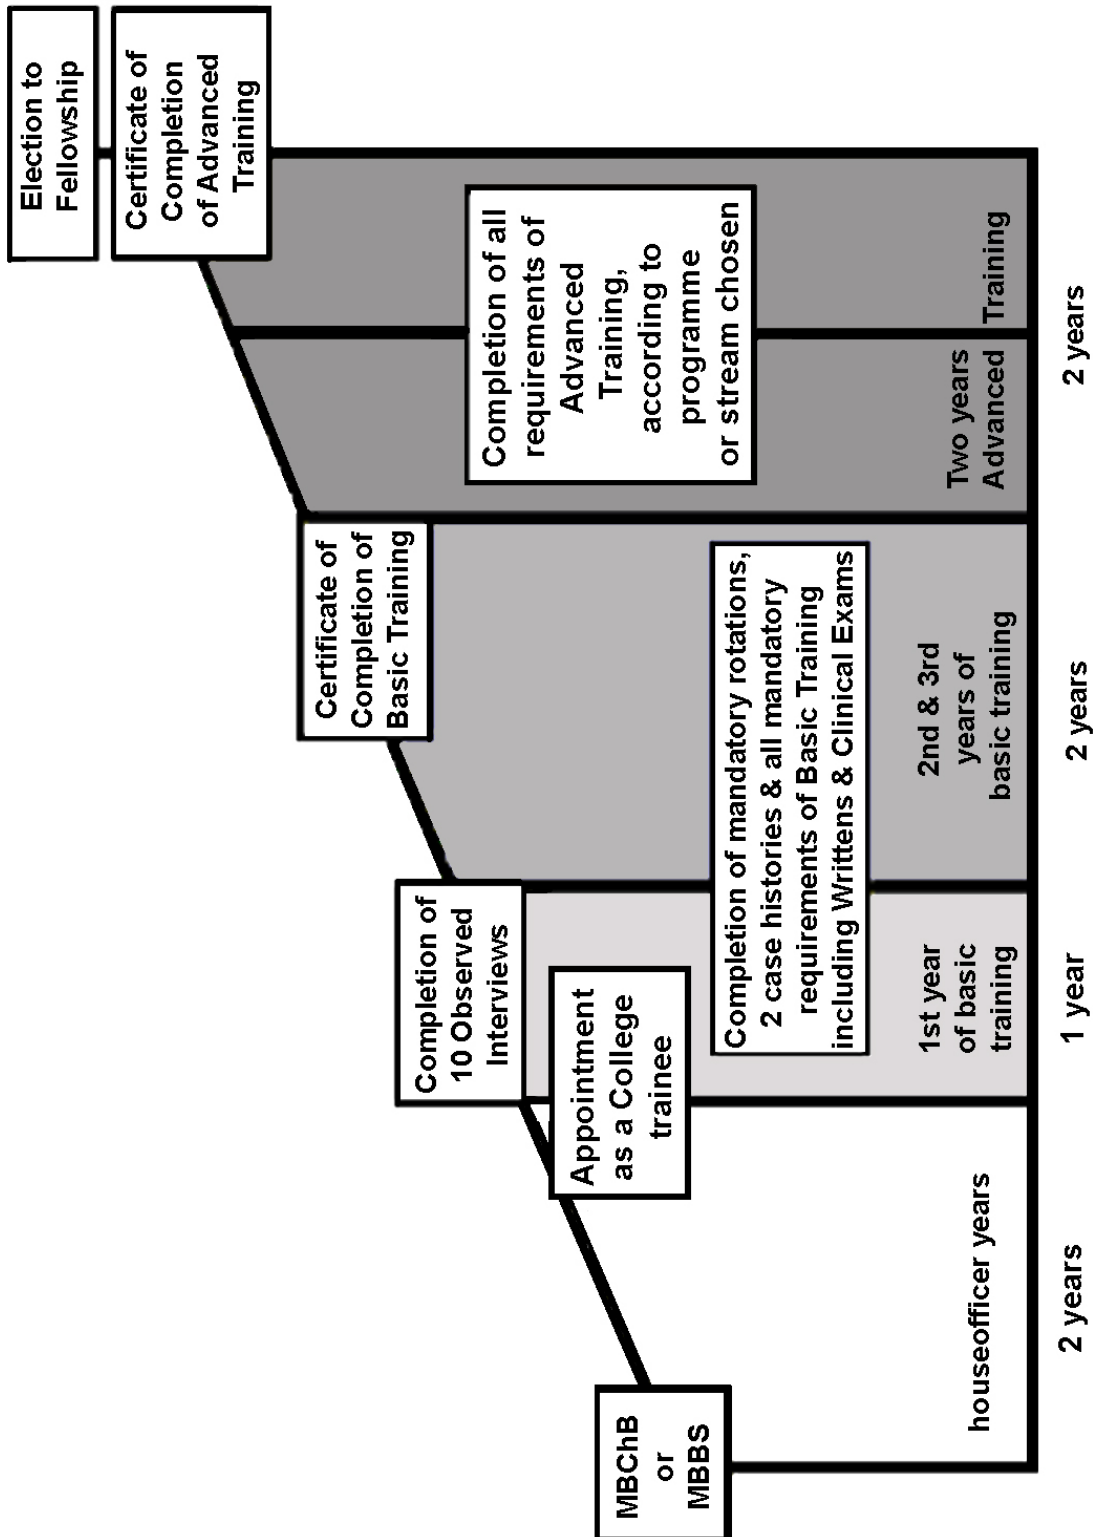 MBChB
or
MBBS
houseofficer years
2 years
Appointment
as a College
trainee
Completion of
10 Observed
Interviews
1st year
of basic
training
1 year
Completion of mandatory rotations,
2 case histories & all mandatory
requirements of Basic Training
including Writtens & Clinical Exams
2nd & 3rd
years of
basic training
2 years
Certificate of
Completion of
Basic Training
Completion of all
requirements of
Advanced
Training,
according to
programme
or stream chosen
Two years
Advanced
Training
2 years
Certificate of
Completion
of Advanced
Training
Election to
Fellowship